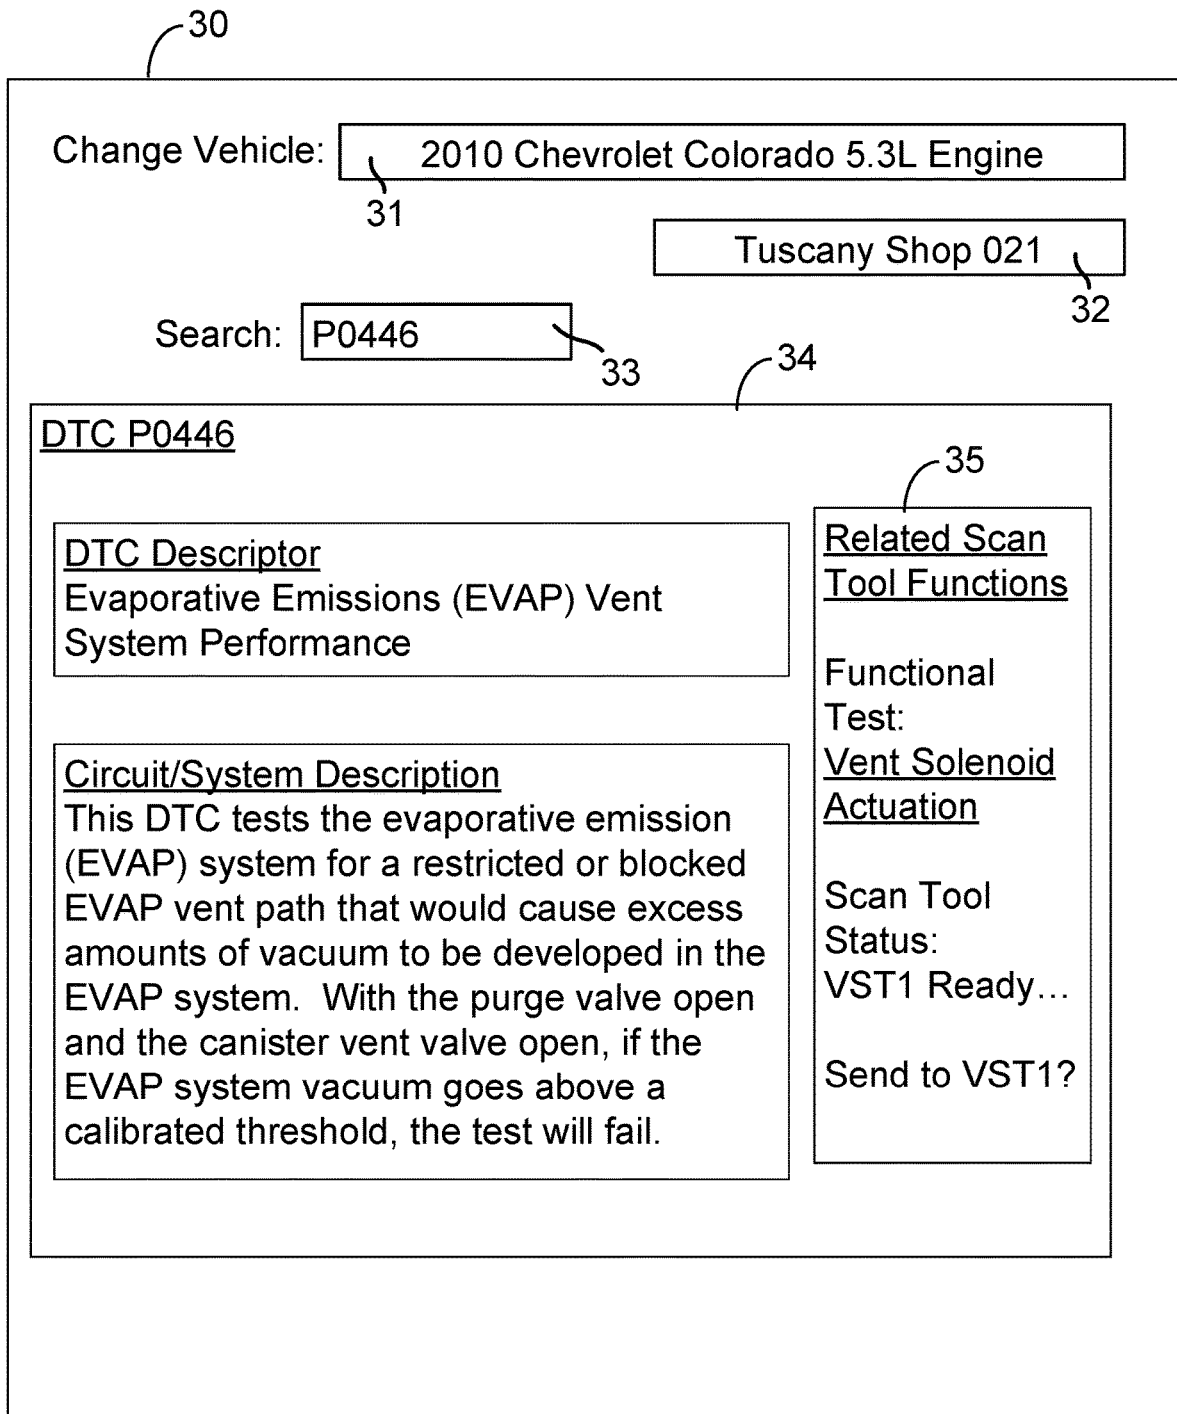 30
Change Vehicle: 2010 Chevrolet Colorado 5.3L Engine
31
Tuscany Shop 021
32
Search: P0446
33
34
DTC P0446
35
DTC Descriptor
Evaporative Emissions (EVAP) Vent
System Performance
Circuit/System Description
This DTC tests the evaporative emission
(EVAP) system for a restricted or blocked
EVAP vent path that would cause excess
amounts of vacuum to be developed in the
EVAP system.  With the purge valve open
and the canister vent valve open, if the
EVAP system vacuum goes above a
calibrated threshold, the test will fail.
Related Scan
Tool Functions
Functional
Test:
Vent Solenoid
Actuation
Scan Tool
Status:
VST1 Ready…
Send to VST1?